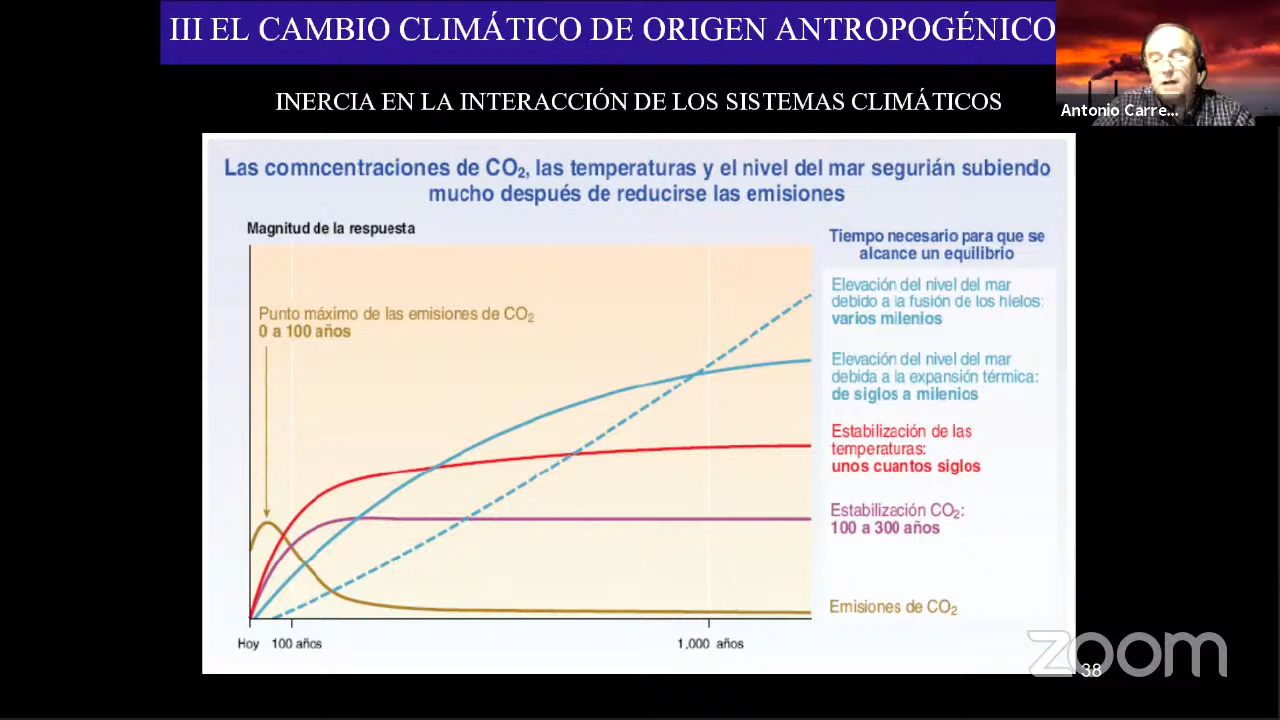 III EL CAMBIO CLIMÁTICO DE ORIGEN ANTROPOGÉNICO
Antonio Carre...
INERCIA EN LA INTERACCIÓN DE LOS SISTEMAS CLIMÁTICOS
Las comncentraciones de CO₂, las temperaturas y el nivel del mar segurián subiendo
mucho después de reducirse las emisiones
Magnitud de la respuesta
Tiempo necesario para que se
alcance un equilibrio
Punto máximo de las emisiones de CO₂
0 a 100 años
Elevación del nivel del mar
debido a la fusión de los hielos:
varios milenios
Elevación del nivel del mar
debida a la expansión térmica:
de siglos a milenios
Estabilización de las
temperaturas:
unos cuantos siglos
Estabilización CO₂:
100 a 300 años
Emisiones de CO₂
Hoy 100 años 1,000 años
zoom
38